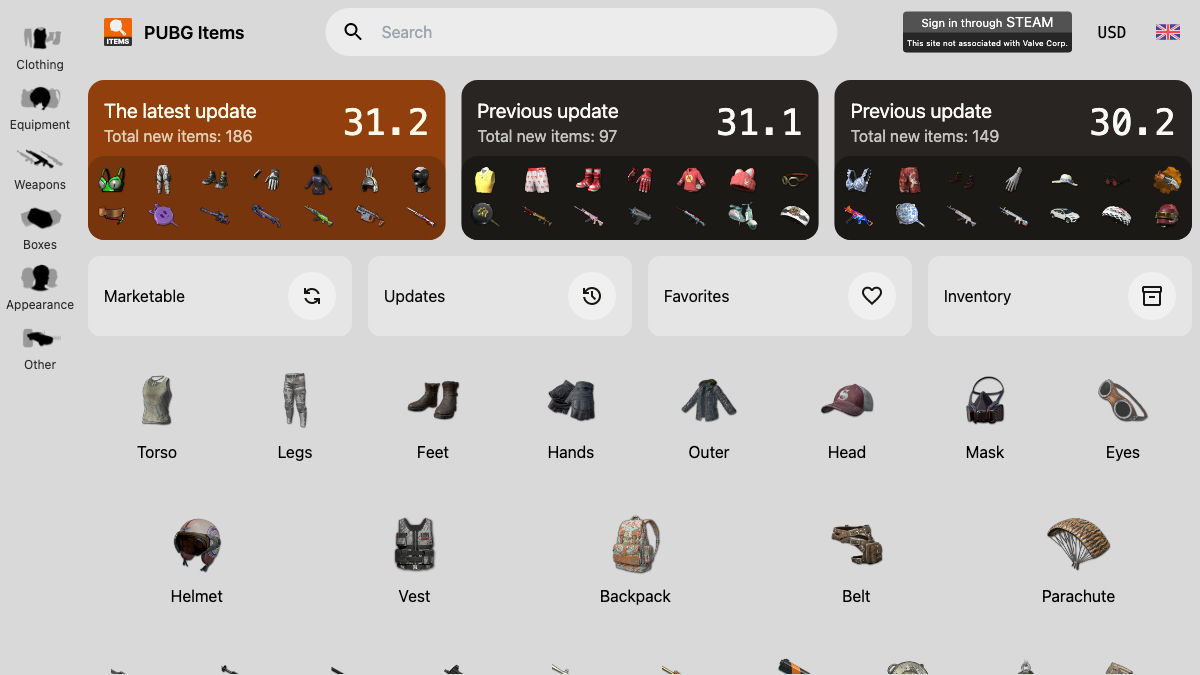 Clothing
Equipment
Weapons
Boxes
Appearance
Other
ITEMS
PUBG Items
Search
Sign in through STEAM
This site not associated with Valve Corp.
USD
The latest update
Total new items: 186
31.2
Previous update
Total new items: 97
31.1
Previous update
Total new items: 149
30.2
Marketable
Updates
Favorites
Inventory
Torso
Legs
Feet
Hands
Outer
Head
Mask
Eyes
Helmet
Vest
Backpack
Belt
Parachute